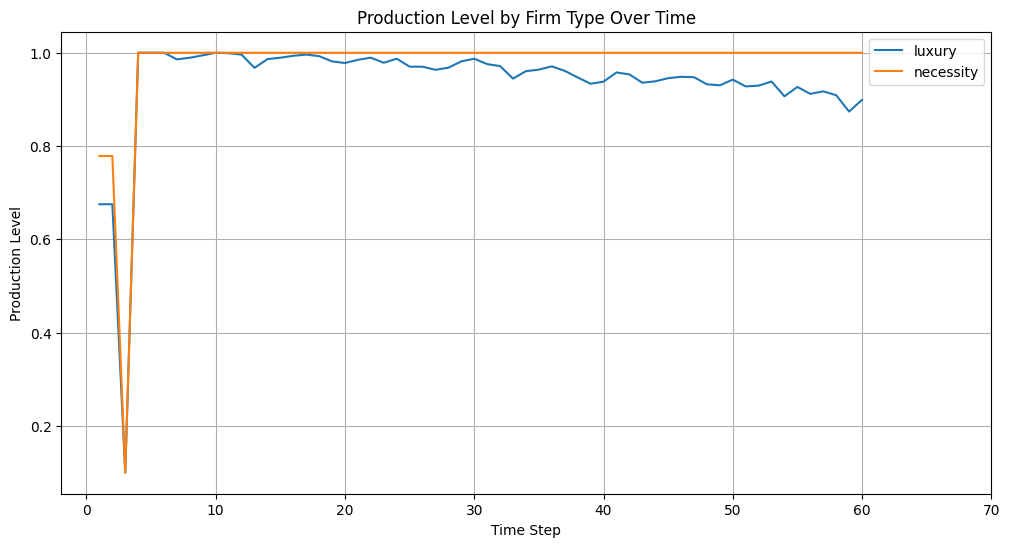 Production Level by Firm Type Over Time
luxury
necessity
Production Level
1.0
0.8
0.6
0.4
0.2
0 10 20 30 40 50 60 70
Time Step